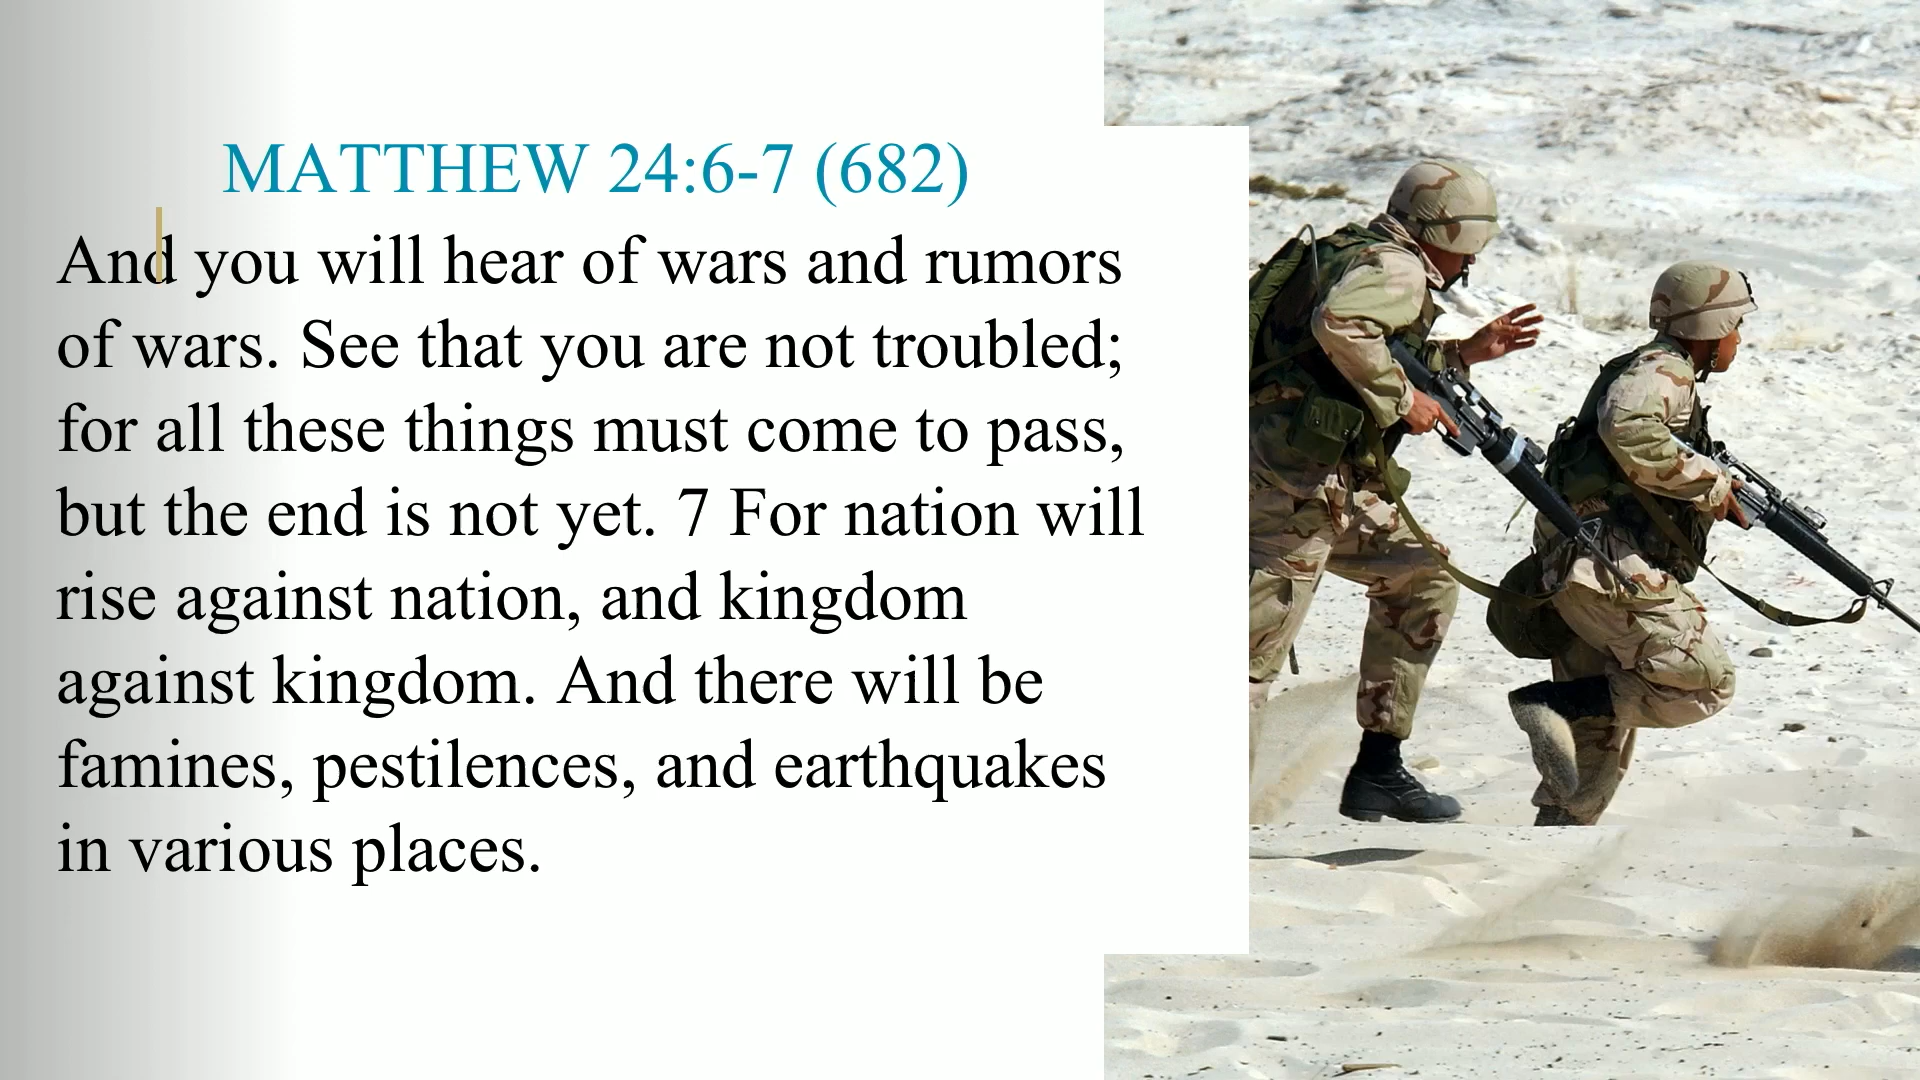 MATTHEW 24:6-7 (682)
And you will hear of wars and rumors
of wars. See that you are not troubled;
for all these things must come to pass,
but the end is not yet. 7 For nation will
rise against nation, and kingdom
against kingdom. And there will be
famines, pestilences, and earthquakes
in various places.